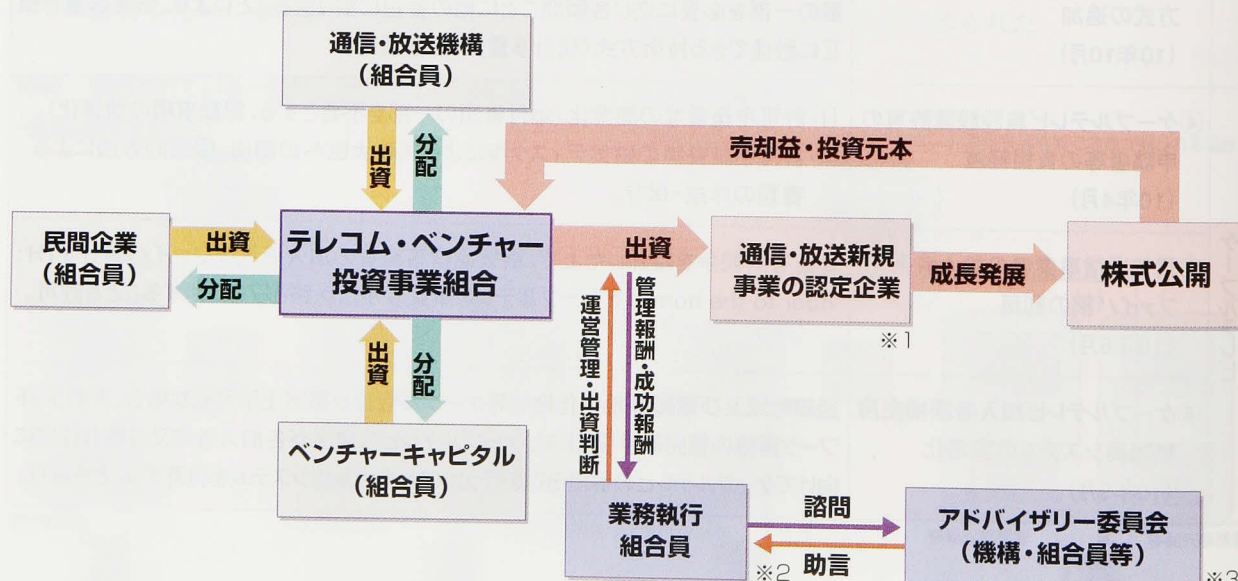 通信・放送機構
(組合員)
出資
分配
売却益・投資元本
民間企業
(組合員)
出資
分配
テレコム・ベンチャー
投資事業組合
出資
通信・放送新規
事業の認定企業
※1
成長発展
株式公開
出資
分配
運営管理・出資判断
管理報酬・成功報酬
ベンチャーキャピタル
(組合員)
業務執行
組合員
※2
諮問
助言
アドバイザリー委員会
(機構・組合員等)
※3